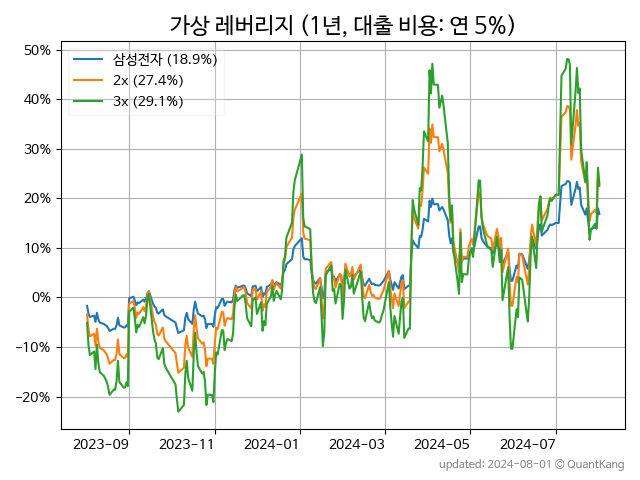 가상 레버리지 (1년, 대출 비용: 연 5%)
삼성전자 (18.9%)
2x (27.4%)
3x (29.1%)
50%
40%
30%
20%
10%
0%
−10%
−20%
2023-09
2023-11
2024-01
2024-03
2024-05
2024-07
updated: 2024-08-01 © QuantKang